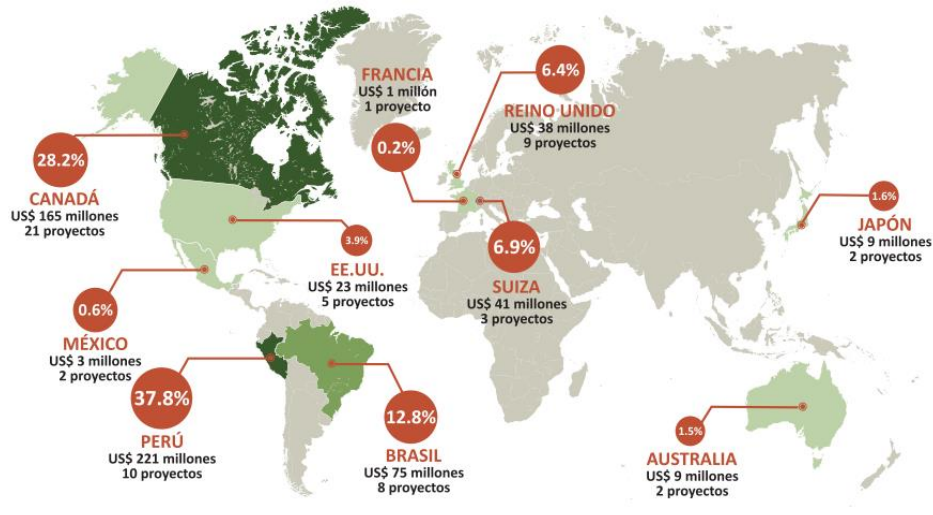 FRANCIA
US$ 1 millón
1 proyecto
0.2%
6.4%
REINO UNIDO
US$ 38 millones
9 proyectos
28.2%
CANADÁ
US$ 165 millones
21 proyectos
1.6%
JAPÓN
US$ 9 millones
2 proyectos
3.9%
EE.UU.
US$ 23 millones
5 proyectos
6.9%
SUIZA
US$ 41 millones
3 proyectos
0.6%
MÉXICO
US$ 3 millones
2 proyectos
37.8%
PERÚ
US$ 221 millones
10 proyectos
12.8%
BRASIL
US$ 75 millones
8 proyectos
1.5%
AUSTRALIA
US$ 9 millones
2 proyectos